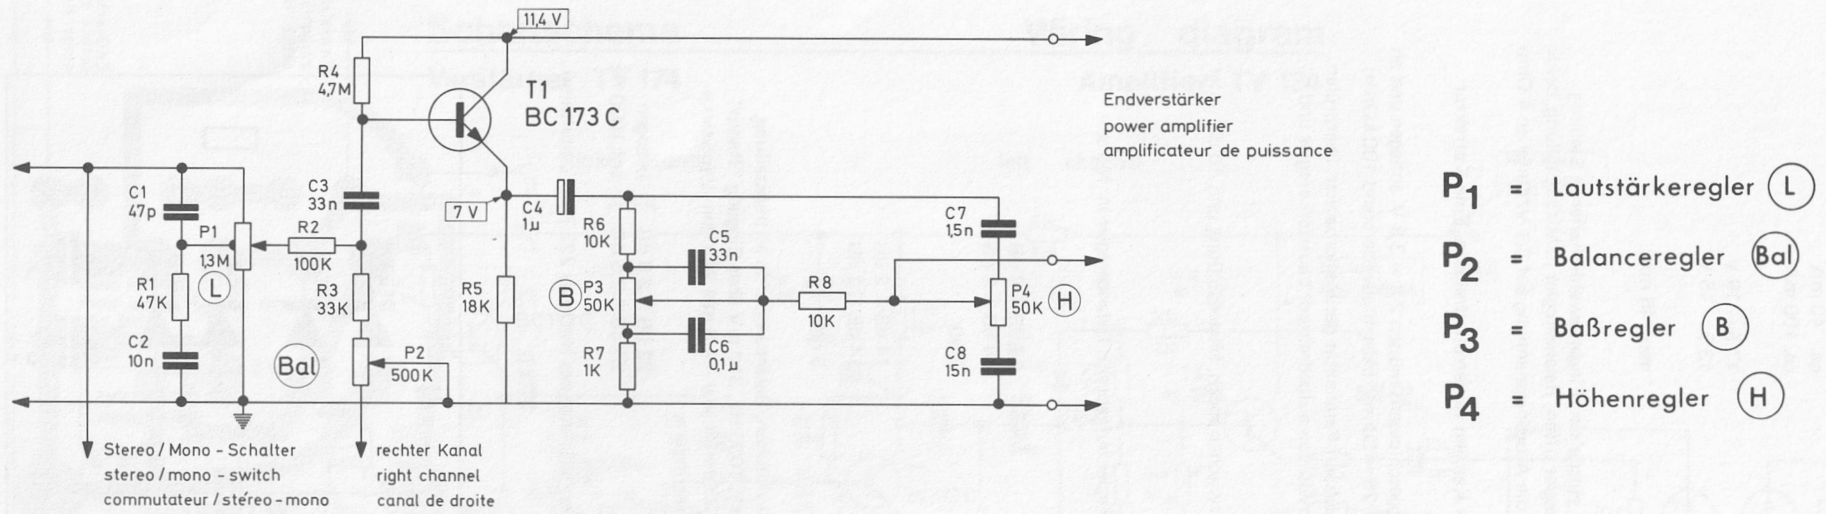 11,4 V
R4
4,7M
T1
BC 173 C
Endverstärker
power amplifier
amplificateur de puissance
C1
47p
C3
33n
7 V
C4
1µ
R6
10K
C5
33n
C7
1,5n
P1
1,3M
L
R2
100K
R1
47K
R3
33K
R5
18K
B
P3
50K
R8
10K
P4
50K
H
C2
10n
Bal
P2
500K
R7
1K
C6
0,1µ
C8
15n
Stereo / Mono - Schalter
stereo / mono - switch
commutateur / stéreo - mono
rechter Kanal
right channel
canal de droite
P1 = Lautstärkeregler L
P2 = Balanceregler Bal
P3 = Baßregler B
P4 = Höhenregler H